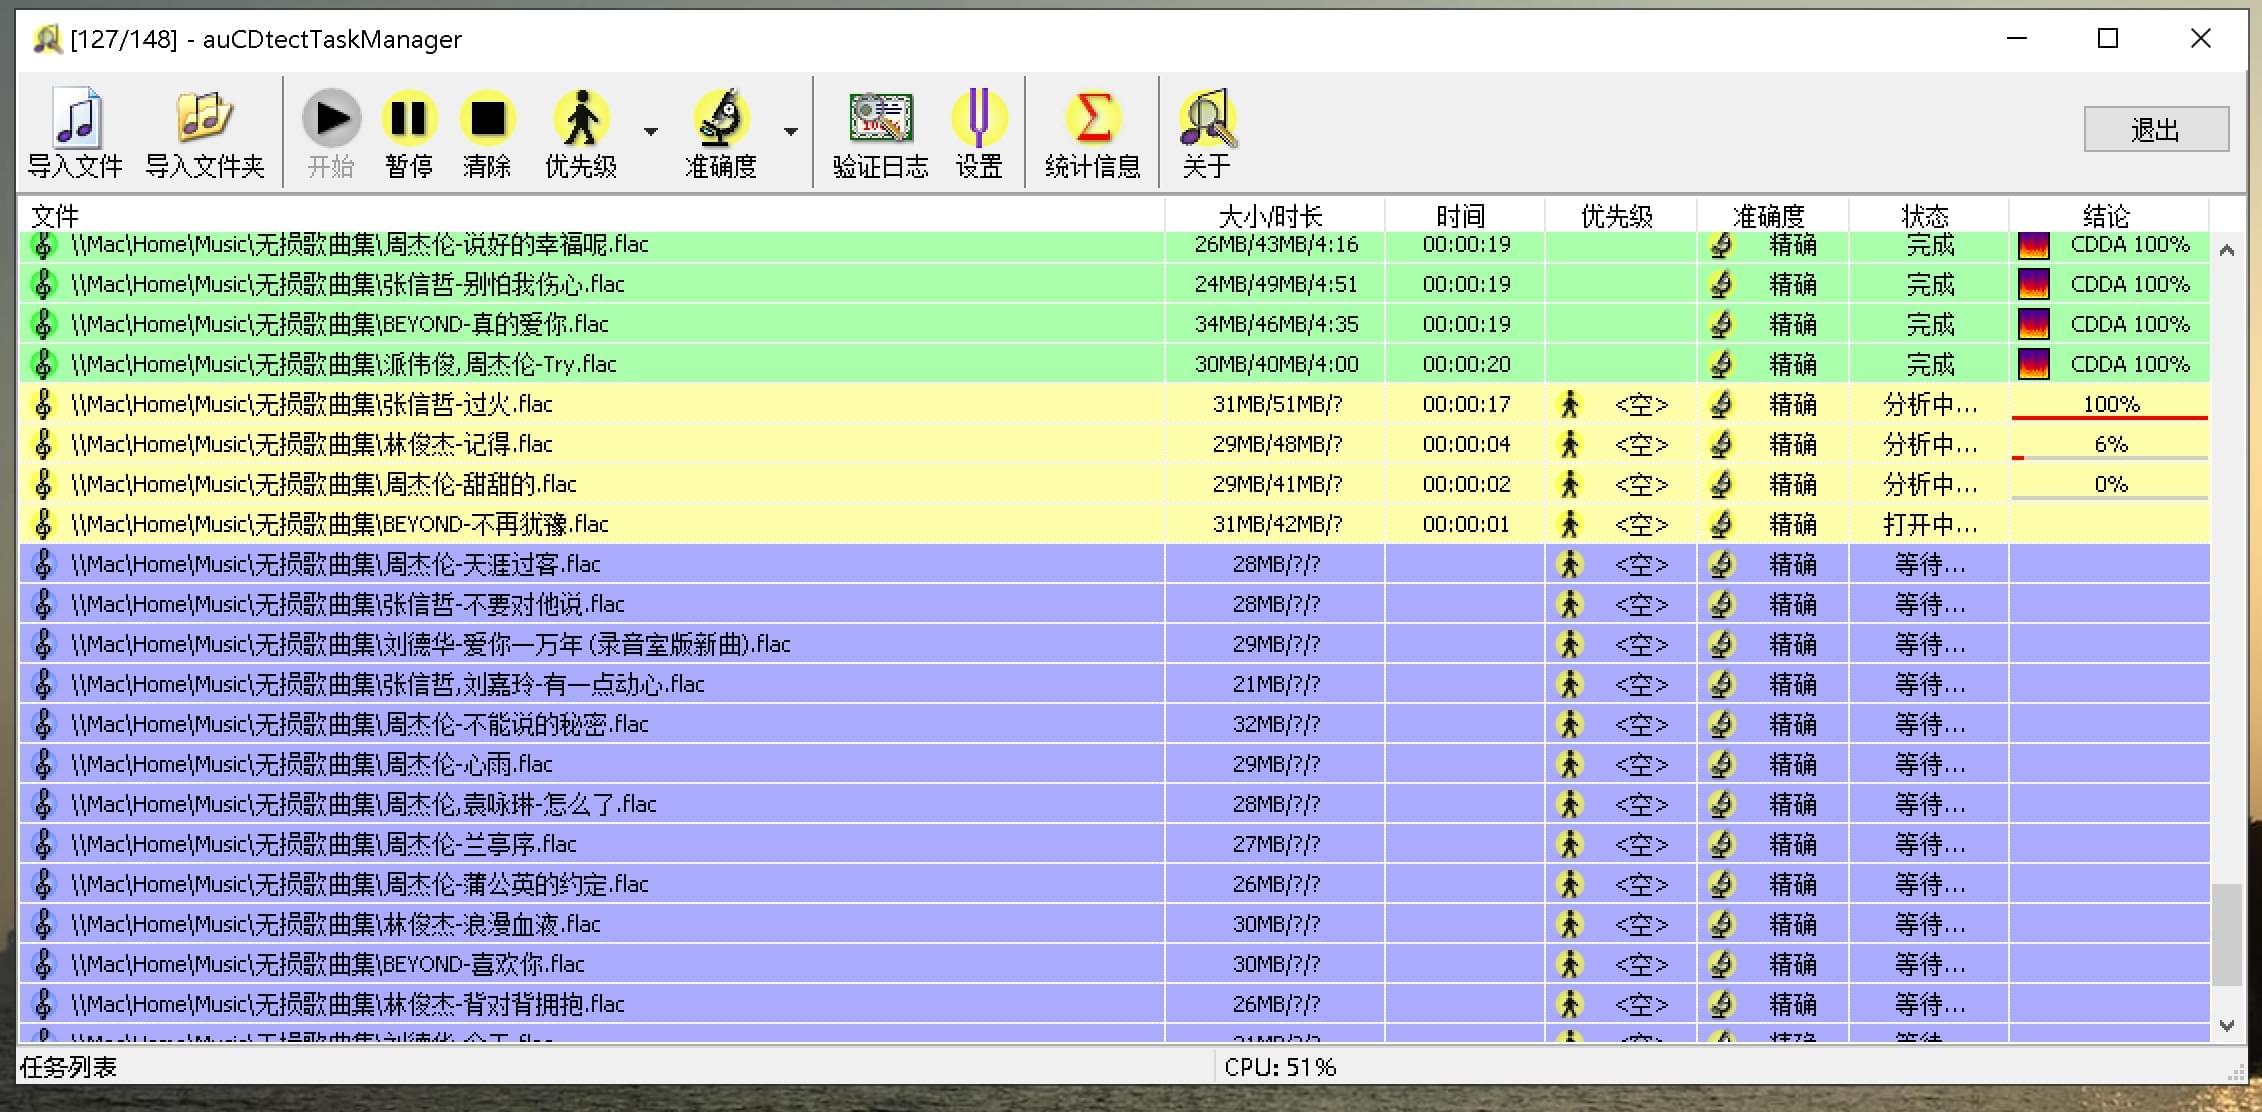 [127/148] - auCDtectTaskManager
导入文件 导入文件夹 开始 暂停 清除 优先级 准确度 验证日志 设置 统计信息 关于 退出
文件 大小/时长 时间 优先级 准确度 状态 结论
\\Mac\Home\Music\无损歌曲集\周杰伦-说好的幸福呢.flac 26MB/43MB/4:16 00:00:19 精确 完成 CDDA 100%
\\Mac\Home\Music\无损歌曲集\张信哲-别怕我伤心.flac 24MB/49MB/4:51 00:00:19 精确 完成 CDDA 100%
\\Mac\Home\Music\无损歌曲集\BEYOND-真的爱你.flac 34MB/46MB/4:35 00:00:19 精确 完成 CDDA 100%
\\Mac\Home\Music\无损歌曲集\派伟俊,周杰伦-Try.flac 30MB/40MB/4:00 00:00:20 精确 完成 CDDA 100%
\\Mac\Home\Music\无损歌曲集\张信哲-过火.flac 31MB/51MB/? 00:00:17 <空> 精确 分析中... 100%
\\Mac\Home\Music\无损歌曲集\林俊杰-记得.flac 29MB/48MB/? 00:00:04 <空> 精确 分析中... 6%
\\Mac\Home\Music\无损歌曲集\周杰伦-甜甜的.flac 29MB/41MB/? 00:00:02 <空> 精确 分析中... 0%
\\Mac\Home\Music\无损歌曲集\BEYOND-不再犹豫.flac 31MB/42MB/? 00:00:01 <空> 精确 打开中...
\\Mac\Home\Music\无损歌曲集\周杰伦-天涯过客.flac 28MB/?/? <空> 精确 等待...
\\Mac\Home\Music\无损歌曲集\张信哲-不要对他说.flac 28MB/?/? <空> 精确 等待...
\\Mac\Home\Music\无损歌曲集\刘德华-爱你一万年 (录音室版新曲).flac 29MB/?/? <空> 精确 等待...
\\Mac\Home\Music\无损歌曲集\张信哲,刘嘉玲-有一点动心.flac 21MB/?/? <空> 精确 等待...
\\Mac\Home\Music\无损歌曲集\周杰伦-不能说的秘密.flac 32MB/?/? <空> 精确 等待...
\\Mac\Home\Music\无损歌曲集\周杰伦-心雨.flac 29MB/?/? <空> 精确 等待...
\\Mac\Home\Music\无损歌曲集\周杰伦,袁咏琳-怎么了.flac 28MB/?/? <空> 精确 等待...
\\Mac\Home\Music\无损歌曲集\周杰伦-兰亭序.flac 27MB/?/? <空> 精确 等待...
\\Mac\Home\Music\无损歌曲集\周杰伦-蒲公英的约定.flac 26MB/?/? <空> 精确 等待...
\\Mac\Home\Music\无损歌曲集\林俊杰-浪漫血液.flac 30MB/?/? <空> 精确 等待...
\\Mac\Home\Music\无损歌曲集\BEYOND-喜欢你.flac 30MB/?/? <空> 精确 等待...
\\Mac\Home\Music\无损歌曲集\林俊杰-背对背拥抱.flac 26MB/?/? <空> 精确 等待...
任务列表 CPU: 51%